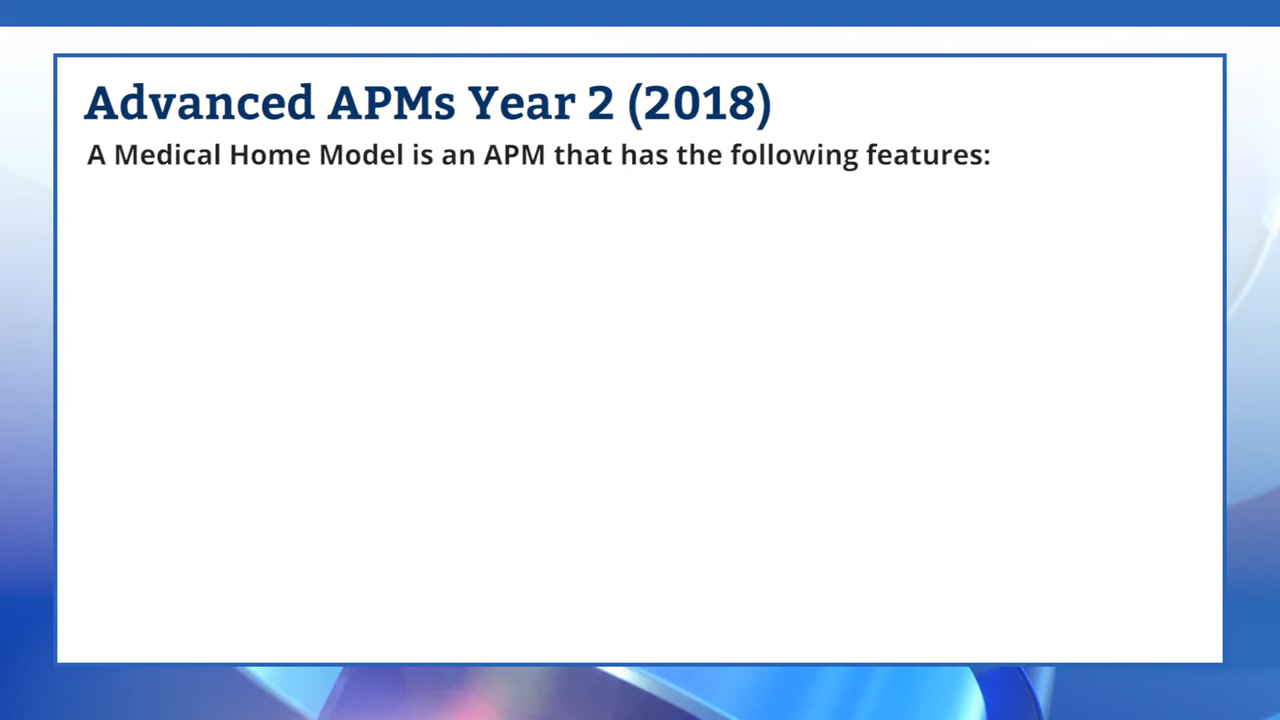 Advanced APMs Year 2 (2018)
A Medical Home Model is an APM that has the following features: